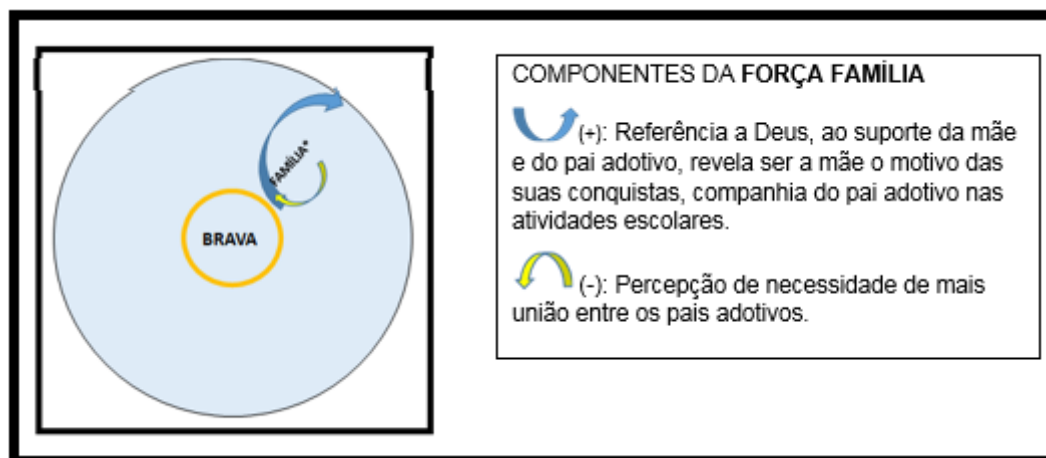 FAMÍLIA*
BRAVA
COMPONENTES DA FORÇA FAMÍLIA
(+): Referência a Deus, ao suporte da mãe
e do pai adotivo, revela ser a mãe o motivo das
suas conquistas, companhia do pai adotivo nas
atividades escolares.
(-): Percepção de necessidade de mais
união entre os pais adotivos.